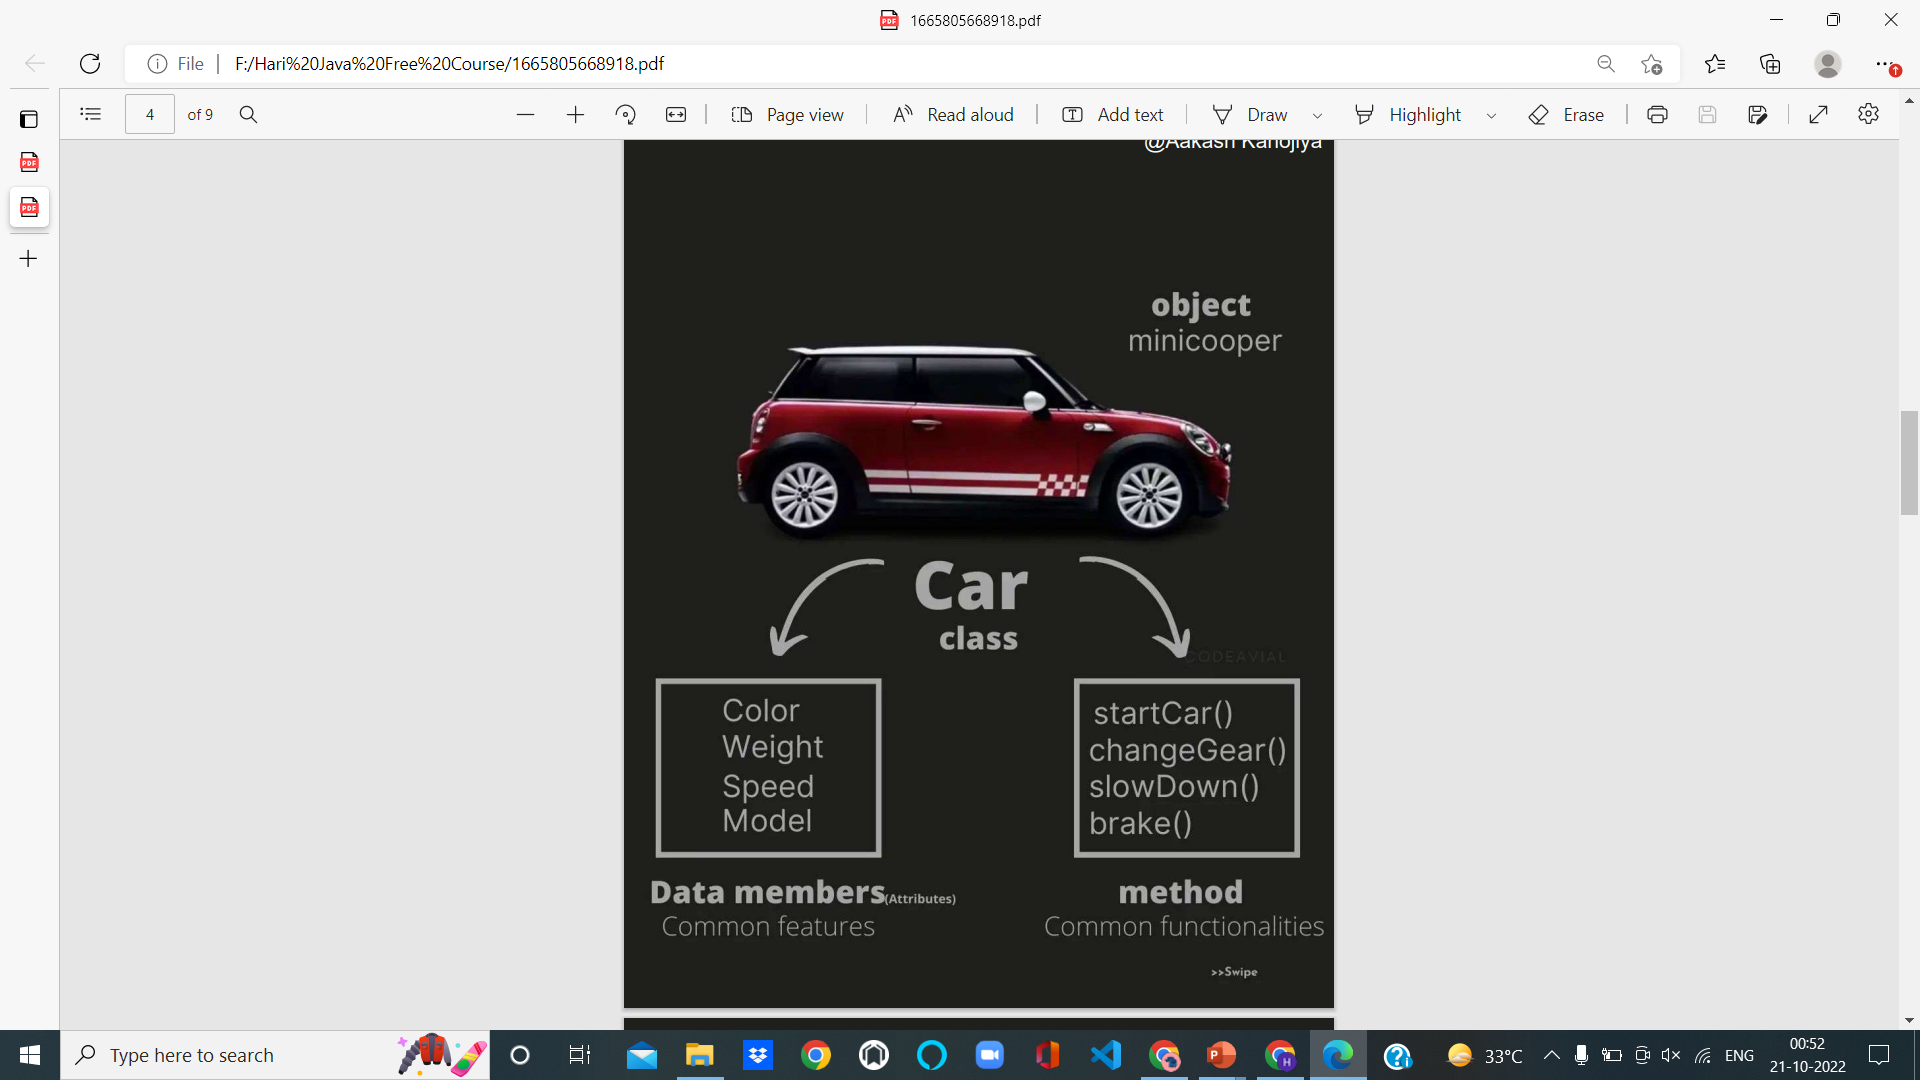 1665805668918.pdf
File
F:/Hari%20Java%20Free%20Course/1665805668918.pdf
4 of 9
Page view
Read aloud
Add text
Draw
Highlight
Erase
@Aakash Kanojiya
object
minicooper
Car
class
CODEAVIAL
Color
Weight
Speed
Model
startCar()
changeGear()
slowDown()
brake()
Data members(Attributes)
Common features
method
Common functionalities
>>Swipe
Type here to search
33°C
ENG
00:52
21-10-2022